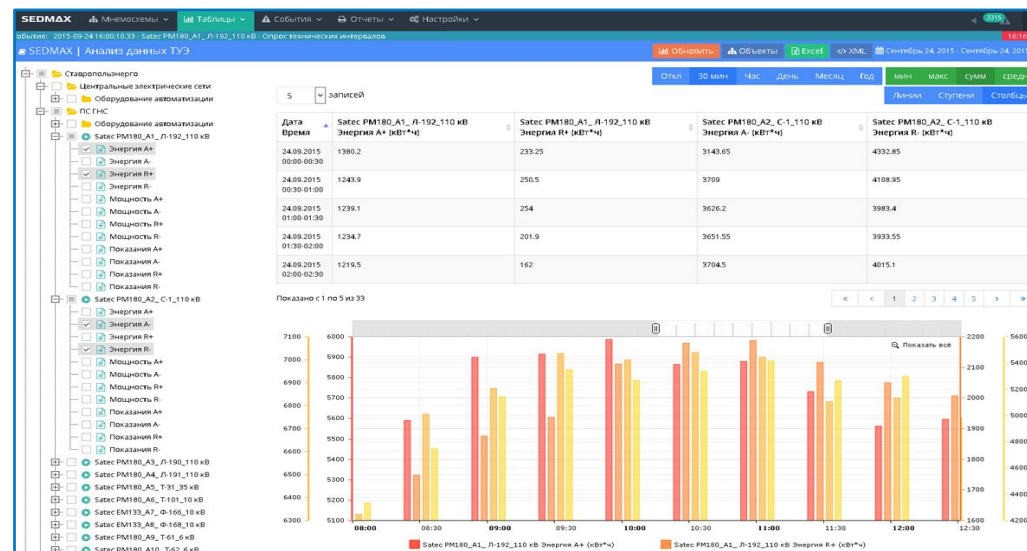 SEDMAX Мнемосхемы Таблицы События Отчеты Настройки 3315
обытие: 2015-09-24 16:00:10.33 - Satec PM180_A1_ Л-192_110 кВ - Опрос технических интервалов 16:16
SEDMAX | Анализ данных ТУЭ Обновить Объекты Excel XML Сентябрь 24, 2015 - Сентябрь 24, 2015
Откл 30 мин Час День Месяц Год мин макс сумм средн
Линии Ступени Столбцы
5 записей
Ставропольэнерго
Центральные электрические сети
Оборудование автоматизации
ПС ГНС
Оборудование автоматизации
Satec PM180_A1_ Л-192_110 кВ
Энергия A+
Энергия A-
Энергия R+
Энергия R-
Мощность A+
Мощность A-
Мощность R+
Мощность R-
Показания A+
Показания A-
Показания R+
Показания R-
Satec PM180_A2_ С-1_110 кВ
Энергия A+
Энергия A-
Энергия R+
Энергия R-
Мощность A+
Мощность A-
Мощность R+
Мощность R-
Показания A+
Показания A-
Показания R+
Показания R-
Satec PM180_A3_ Л-190_110 кВ
Satec PM180_A4_ Л-191_110 кВ
Satec PM180_A5_ Т-31_35 кВ
Satec PM180_A6_ Т-101_10 кВ
Satec EM133_A7_ Ф-166_10 кВ
Satec EM133_A8_ Ф-168_10 кВ
Satec PM180_A9_ Т-61_6 кВ
Satec PM180_A10_ Т-62_6 кВ
Дата Время Satec PM180_A1_ Л-192_110 кВ Энергия A+ (кВт*ч) Satec PM180_A1_ Л-192_110 кВ Энергия R+ (кВт*ч) Satec PM180_A2_ С-1_110 кВ Энергия A- (кВт*ч) Satec PM180_A2_ С-1_110 кВ Энергия R- (кВт*ч)
24.09.2015 00:00-00:30 1380.2 233.25 3143.65 4332.85
24.09.2015 00:30-01:00 1243.9 250.5 3709 4108.95
24.09.2015 01:00-01:30 1239.1 254 3626.2 3983.4
24.09.2015 01:30-02:00 1234.7 201.9 3651.55 3933.55
24.09.2015 02:00-02:30 1219.5 162 3704.5 4015.1
Показано с 1 по 5 из 33 « < 1 2 3 4 5 > »
Показать всё
7100 6000 2200 5600
7000 5900 2100 5400
6900 5800 2000 5200
6800 5700 1900 5000
6700 5600 1800 4800
6600 5500 1700 4600
6500 5400 1600 4400
6400 5300 4200
6300 5200
5100
08:00 08:30 09:00 09:30 10:00 10:30 11:00 11:30 12:00 12:30
Satec PM180_A1_ Л-192_110 кВ Энергия A+ (кВт*ч) Satec PM180_A1_ Л-192_110 кВ Энергия R+ (кВт*ч)